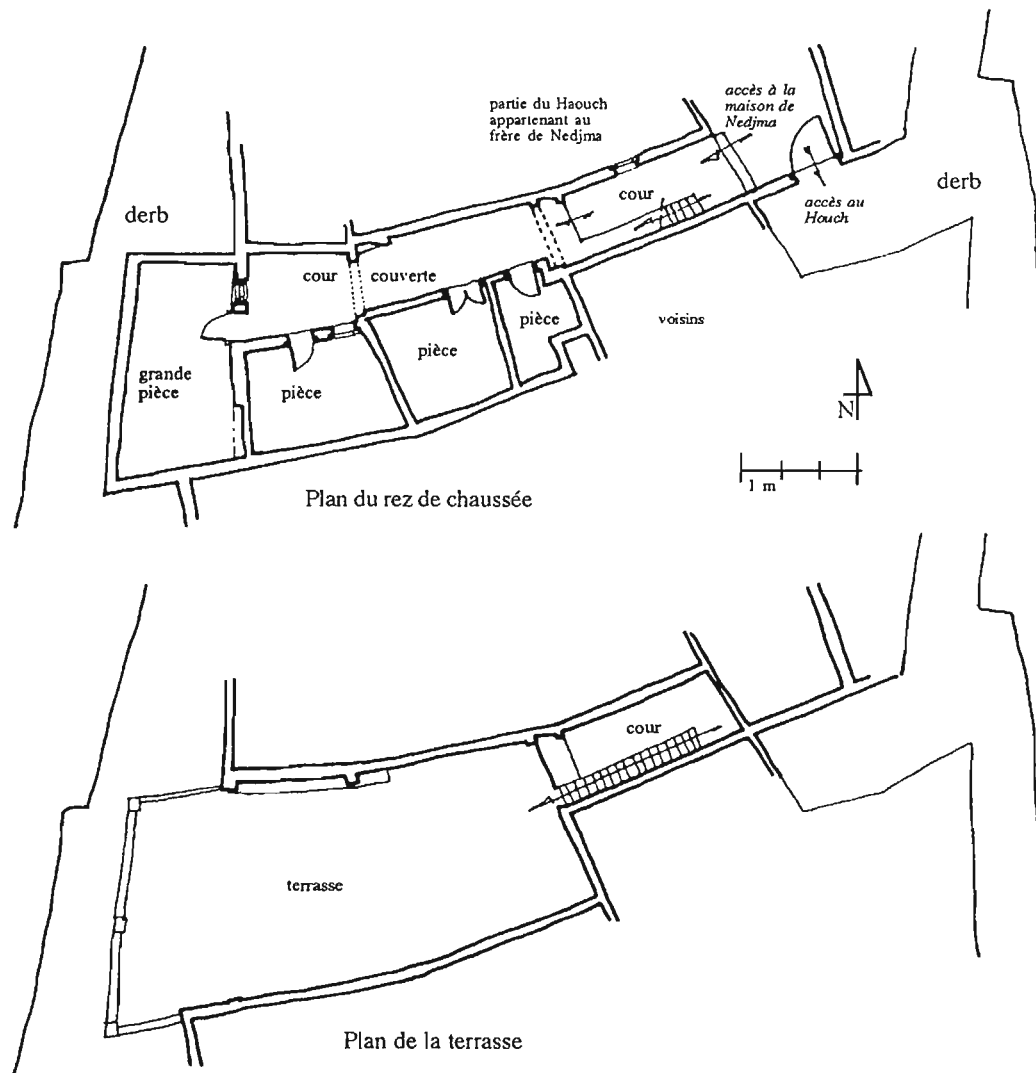 partie du Haouch
appartenant au
frère de Nedjma
accès à la
maison de
Nedjma
derb
cour
accès au
Houch
derb
cour
couverte
pièce
voisins
pièce
grande
pièce
pièce
N
1 m
Plan du rez de chaussée
cour
terrasse
Plan de la terrasse